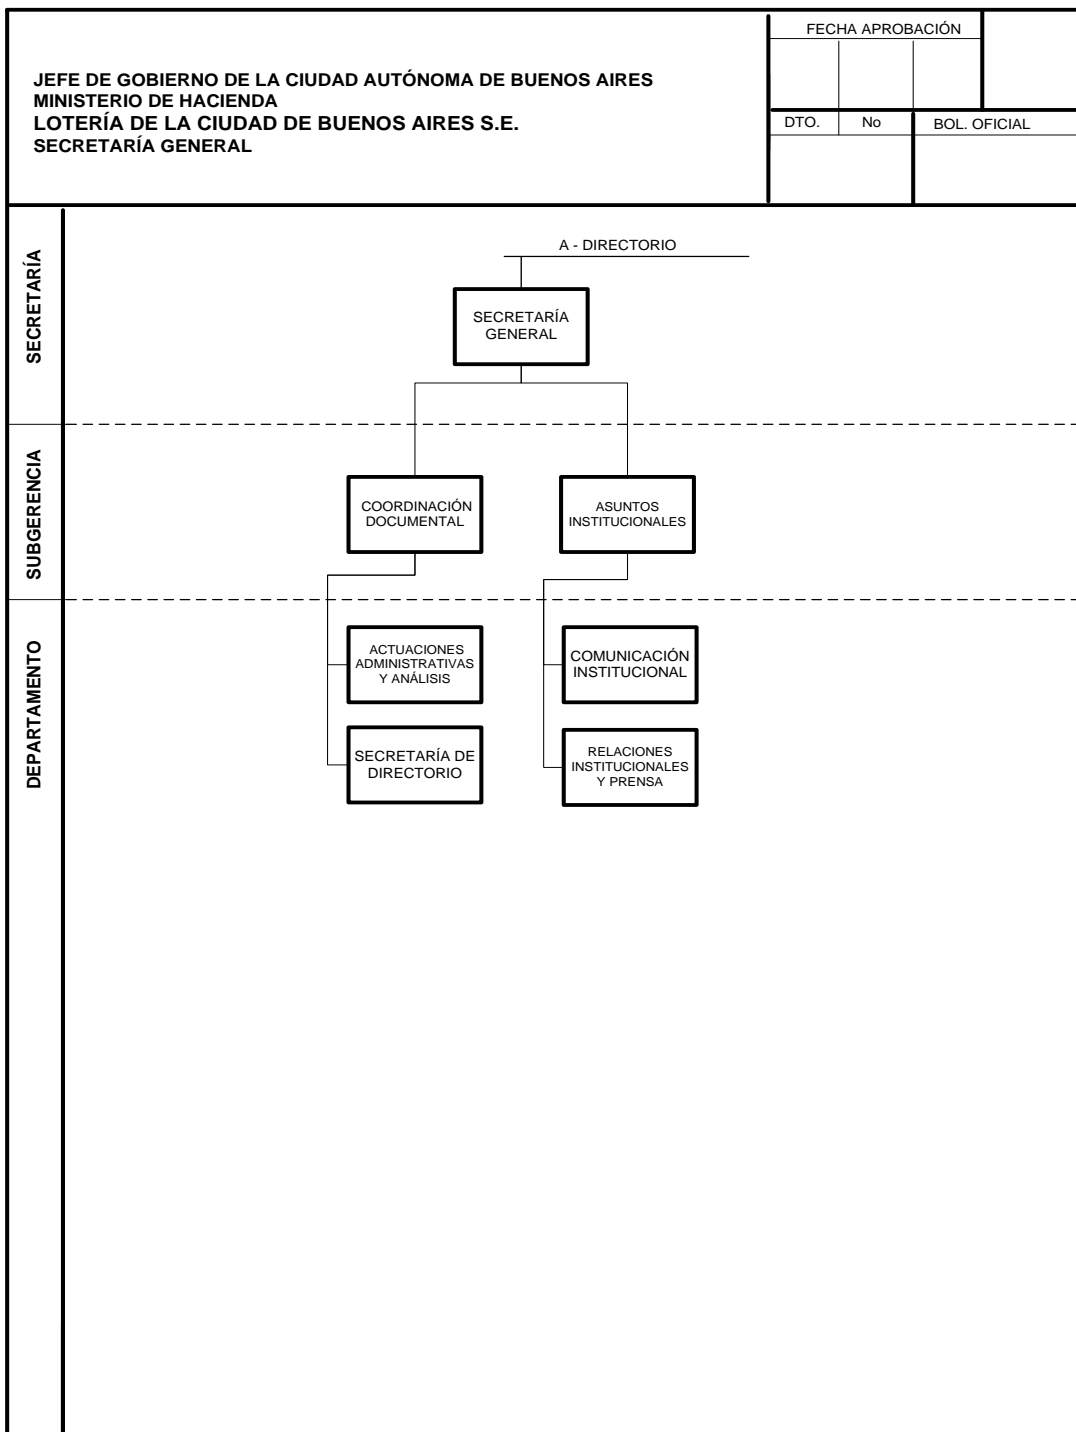 FECHA APROBACIÓN
JEFE DE GOBIERNO DE LA CIUDAD AUTÓNOMA DE BUENOS AIRES
MINISTERIO DE HACIENDA
LOTERÍA DE LA CIUDAD DE BUENOS AIRES S.E.
SECRETARÍA GENERAL
DTO.
No
BOL. OFICIAL
SECRETARÍA
A - DIRECTORIO
SECRETARÍA
GENERAL
SUBGERENCIA
COORDINACIÓN
DOCUMENTAL
ASUNTOS
INSTITUCIONALES
DEPARTAMENTO
ACTUACIONES
ADMINISTRATIVAS
Y ANÁLISIS
COMUNICACIÓN
INSTITUCIONAL
SECRETARÍA DE
DIRECTORIO
RELACIONES
INSTITUCIONALES
Y PRENSA